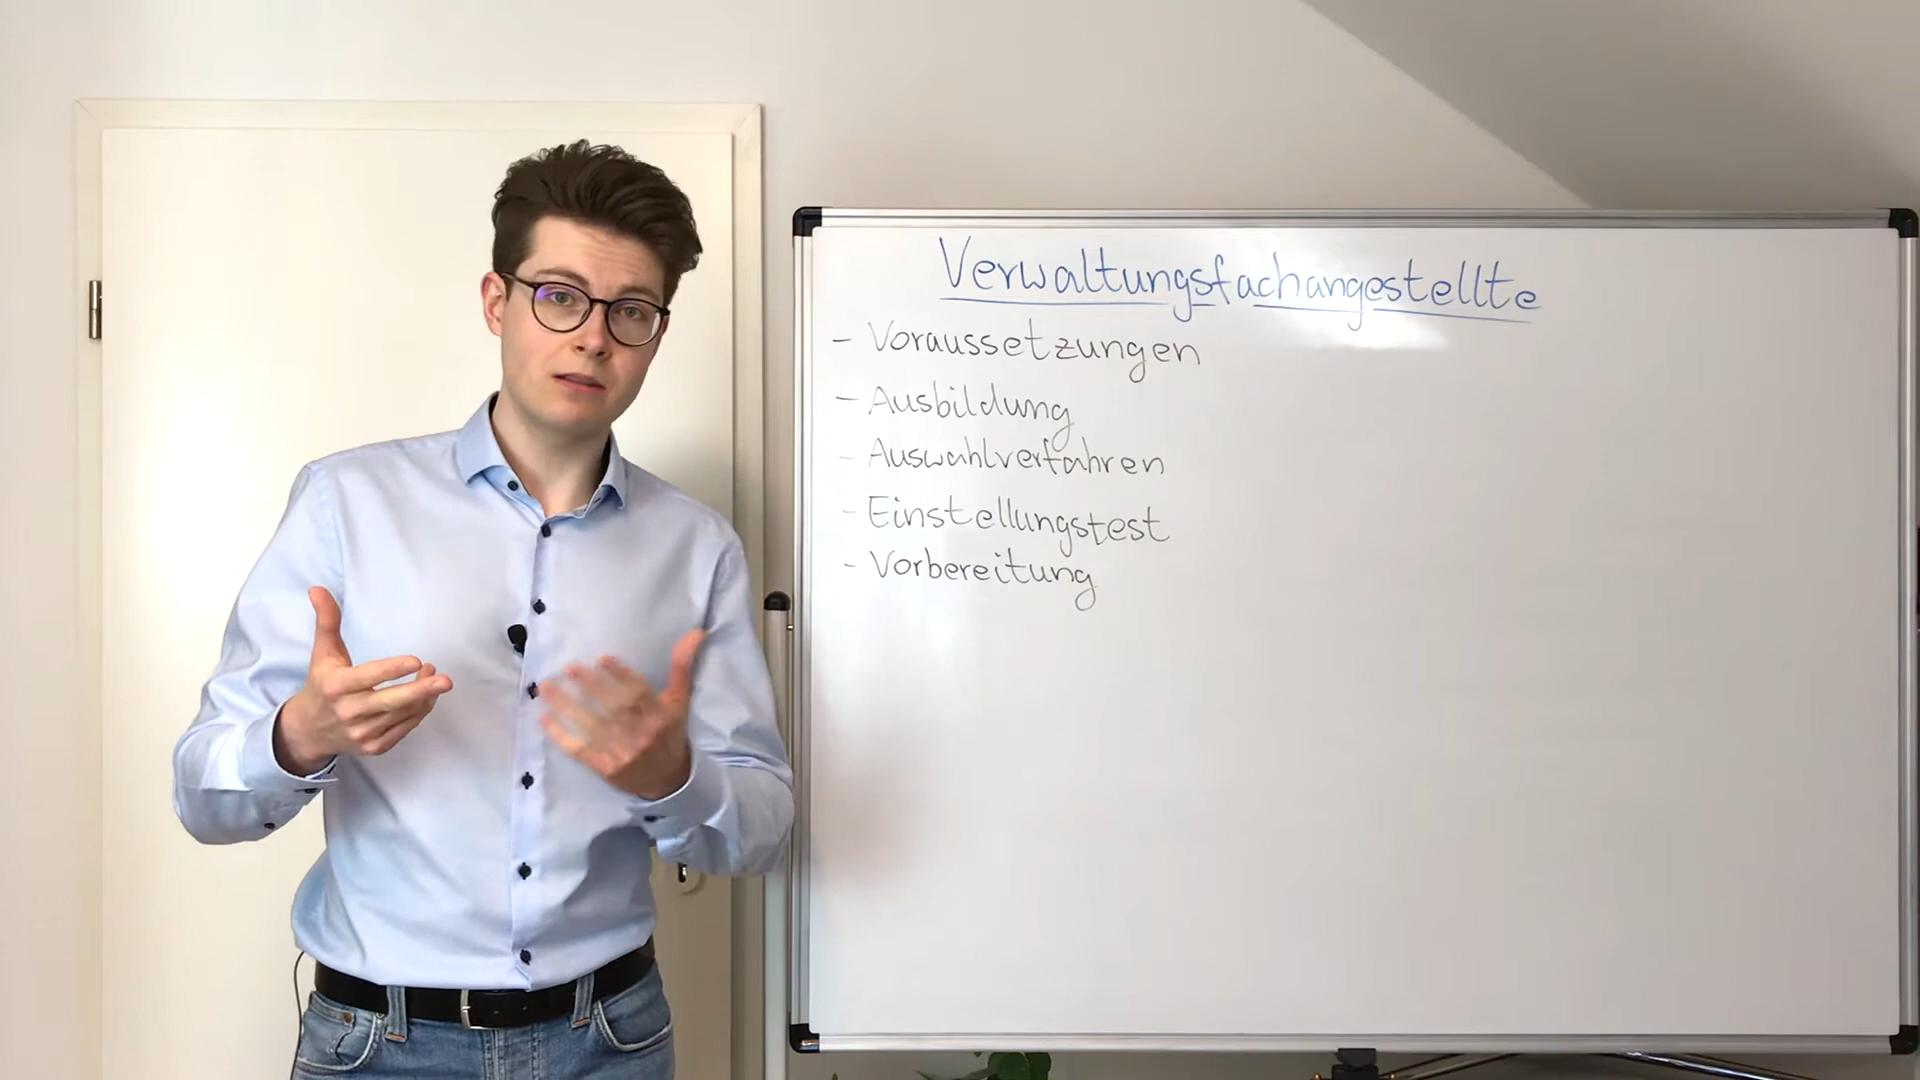 Verwaltungsfachangestellte
- Voraussetzungen
- Ausbildung
- Auswahlverfahren
- Einstellungstest
- Vorbereitung